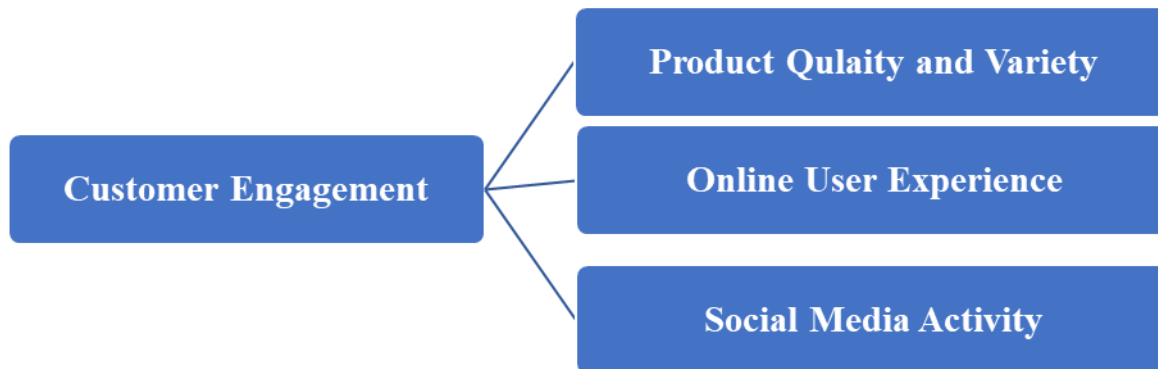 Product Qulaity and Variety
Customer Engagement
Online User Experience
Social Media Activity